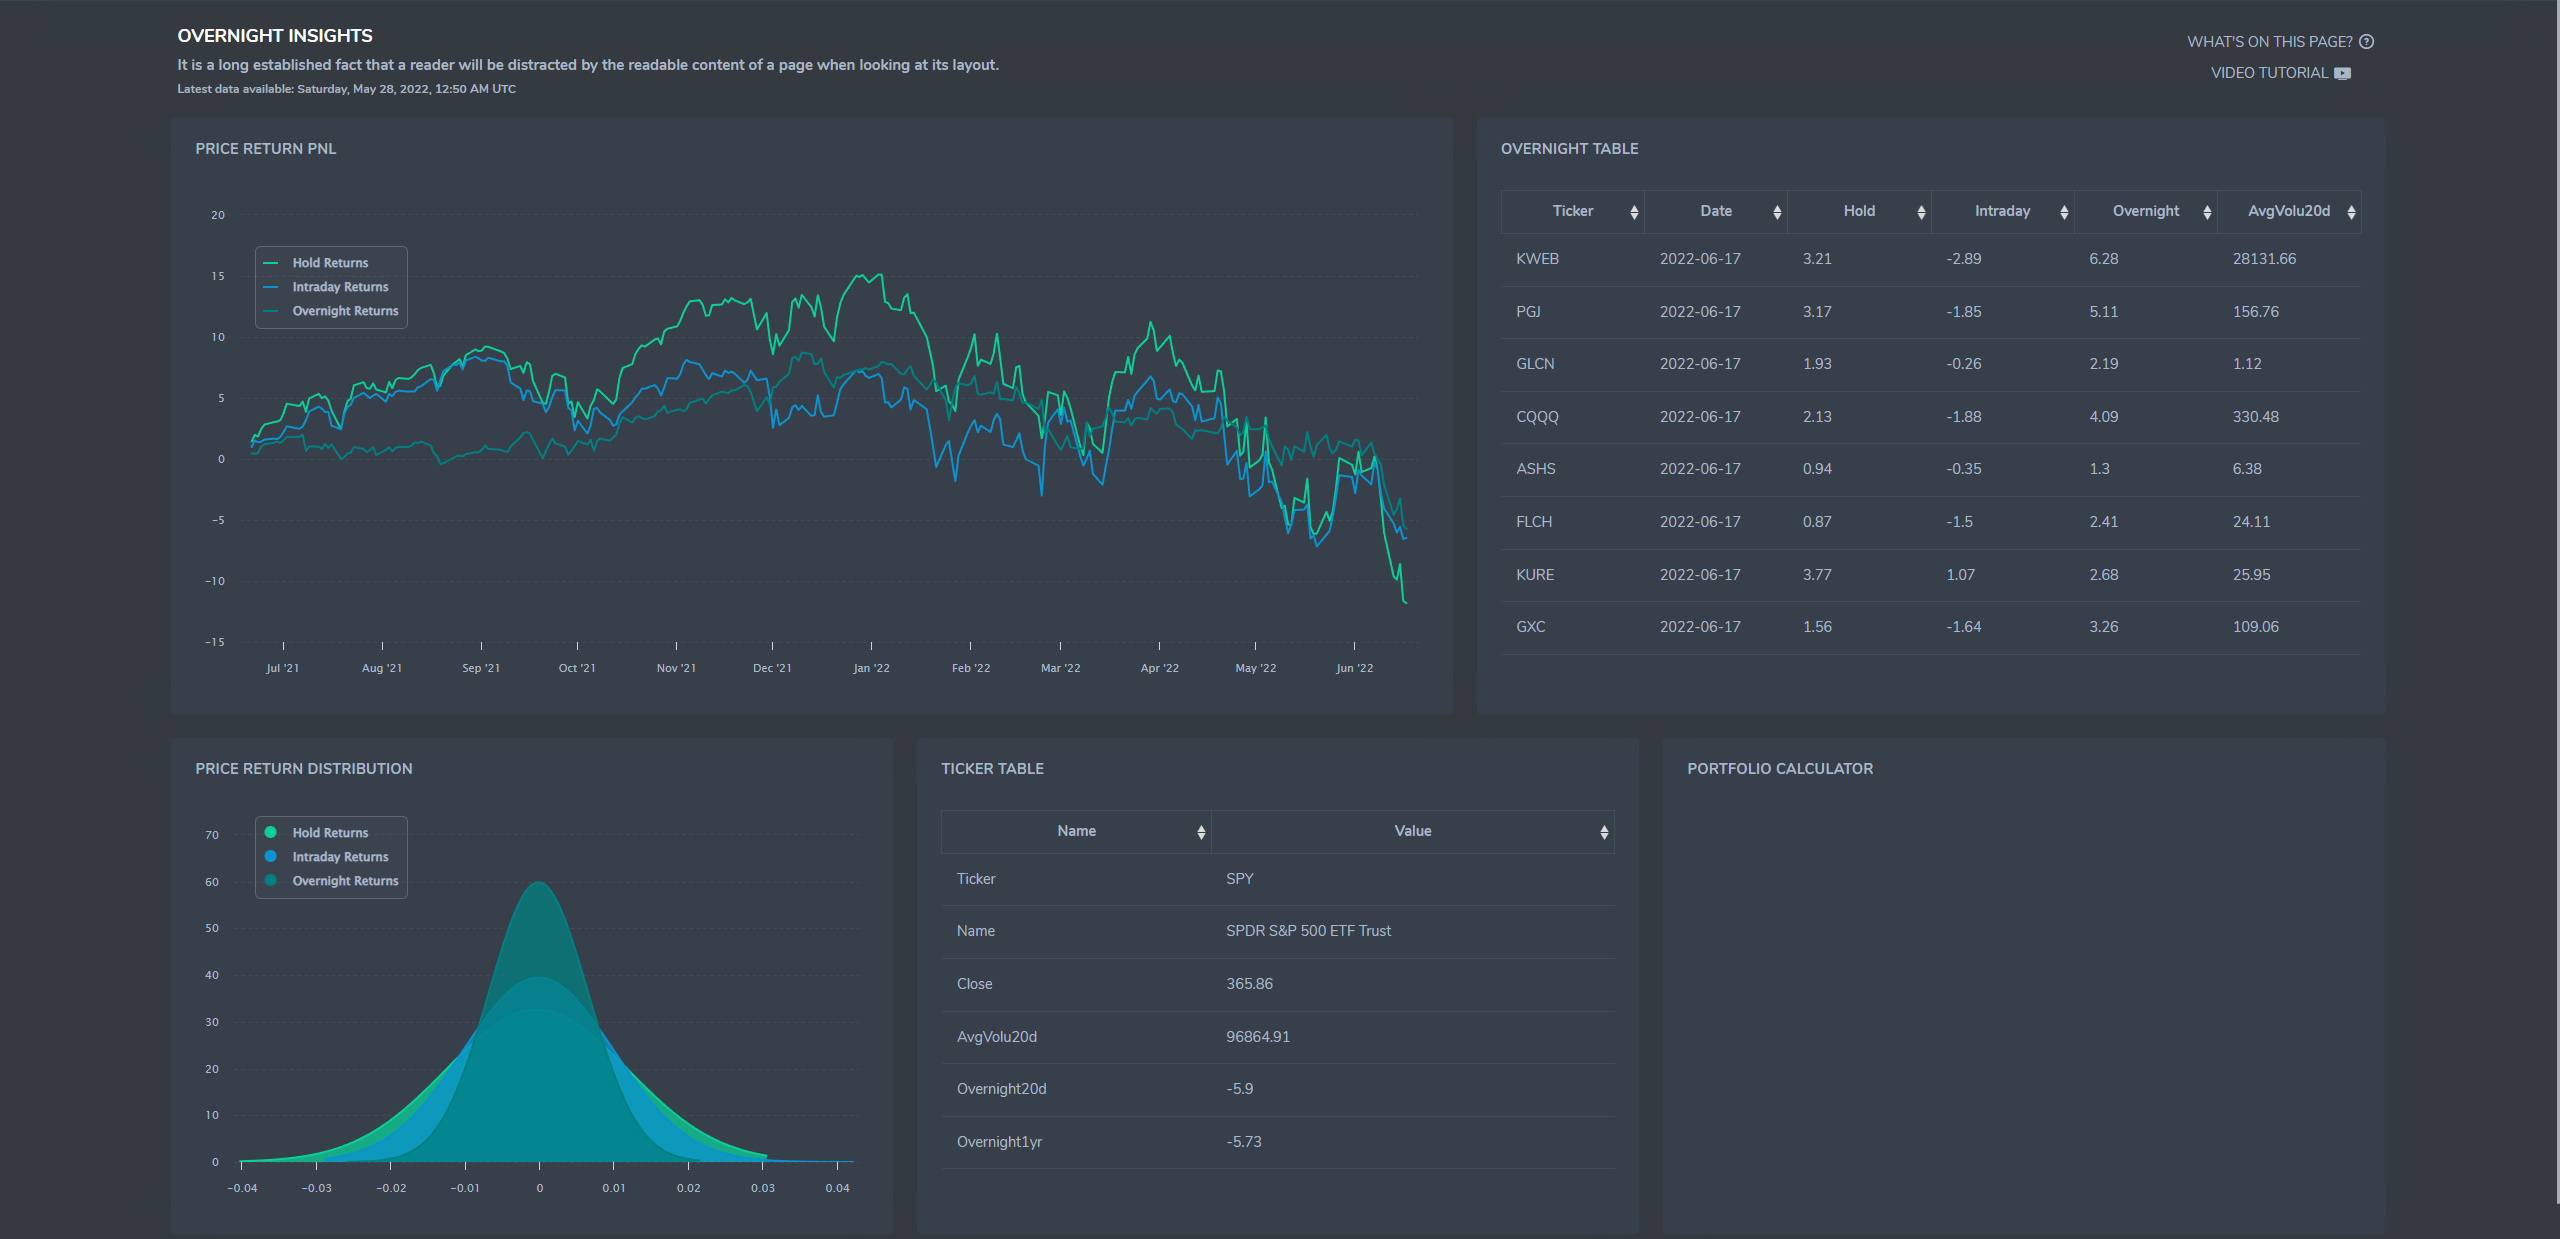 OVERNIGHT INSIGHTS
It is a long established fact that a reader will be distracted by the readable content of a page when looking at its layout.
Latest data available: Saturday, May 28, 2022, 12:50 AM UTC
WHAT'S ON THIS PAGE?
VIDEO TUTORIAL
PRICE RETURN PNL
20
15
10
5
0
−5
−10
−15
Hold Returns
Intraday Returns
Overnight Returns
Jul '21 Aug '21 Sep '21 Oct '21 Nov '21 Dec '21 Jan '22 Feb '22 Mar '22 Apr '22 May '22 Jun '22
OVERNIGHT TABLE
Ticker Date Hold Intraday Overnight AvgVolu20d
KWEB 2022-06-17 3.21 -2.89 6.28 28131.66
PGJ 2022-06-17 3.17 -1.85 5.11 156.76
GLCN 2022-06-17 1.93 -0.26 2.19 1.12
CQQQ 2022-06-17 2.13 -1.88 4.09 330.48
ASHS 2022-06-17 0.94 -0.35 1.3 6.38
FLCH 2022-06-17 0.87 -1.5 2.41 24.11
KURE 2022-06-17 3.77 1.07 2.68 25.95
GXC 2022-06-17 1.56 -1.64 3.26 109.06
PRICE RETURN DISTRIBUTION
70
60
50
40
30
20
10
0
Hold Returns
Intraday Returns
Overnight Returns
−0.04 −0.03 −0.02 −0.01 0 0.01 0.02 0.03 0.04
TICKER TABLE
Name Value
Ticker SPY
Name SPDR S&P 500 ETF Trust
Close 365.86
AvgVolu20d 96864.91
Overnight20d -5.9
Overnight1yr -5.73
PORTFOLIO CALCULATOR